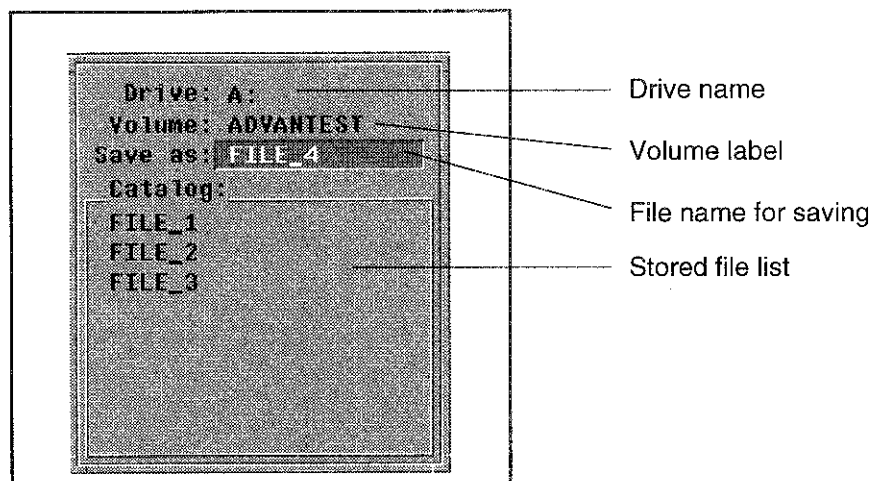 Drive: A:
Volume: ADVANTEST
Save as: FILE_4
Catalog:
FILE_1
FILE_2
FILE_3
Drive name
Volume label
File name for saving
Stored file list